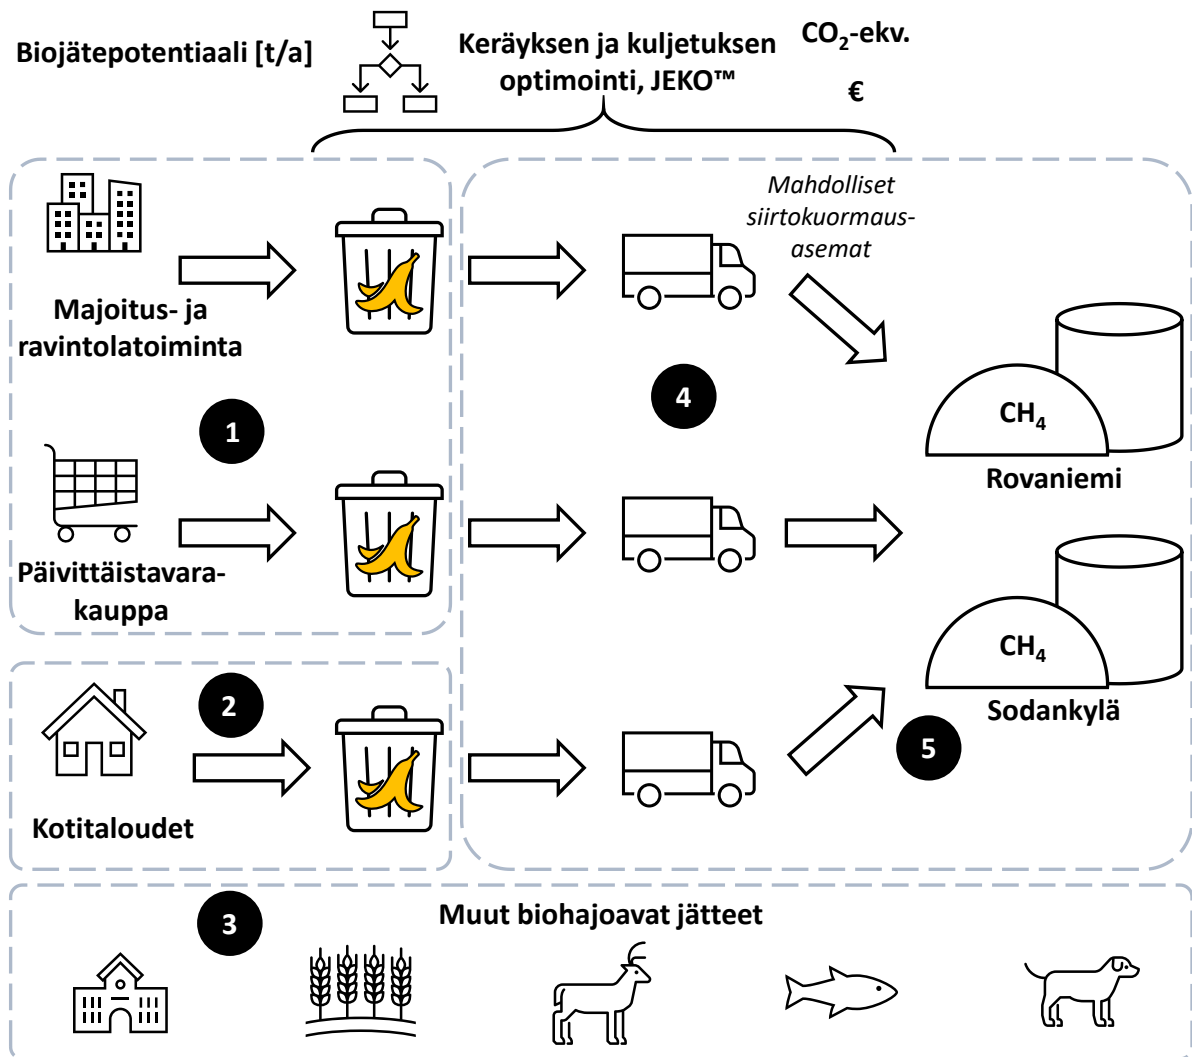 Biojätepotentiaali [t/a]
Keräyksen ja kuljetuksen
optimointi, JEKO™
CO₂-ekv.
€
Mahdolliset
siirtokuormaus-
asemat
Majoitus- ja
ravintolatoiminta
1
4
CH₄
Rovaniemi
Päivittäistavara-
kauppa
CH₄
Sodankylä
2
5
Kotitaloudet
3
Muut biohajoavat jätteet